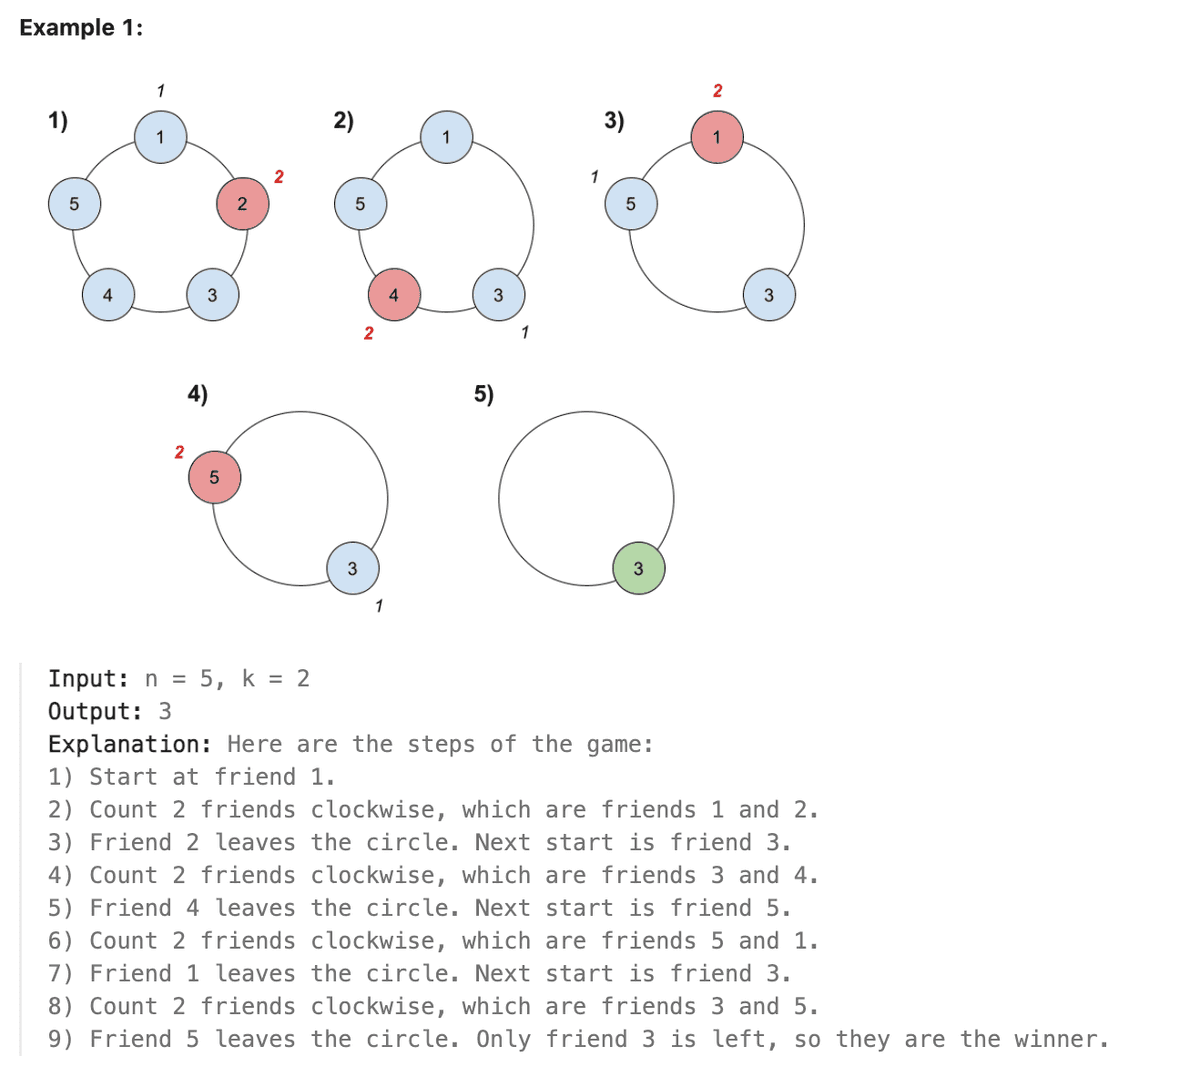 Example 1:
1) 1 1 2 2 3 4 5
2) 1 3 1 4 2 5
3) 2 1 3 5 1
4) 2 5 3 1
5) 3
Input: n = 5, k = 2
Output: 3
Explanation: Here are the steps of the game:
1) Start at friend 1.
2) Count 2 friends clockwise, which are friends 1 and 2.
3) Friend 2 leaves the circle. Next start is friend 3.
4) Count 2 friends clockwise, which are friends 3 and 4.
5) Friend 4 leaves the circle. Next start is friend 5.
6) Count 2 friends clockwise, which are friends 5 and 1.
7) Friend 1 leaves the circle. Next start is friend 3.
8) Count 2 friends clockwise, which are friends 3 and 5.
9) Friend 5 leaves the circle. Only friend 3 is left, so they are the winner.